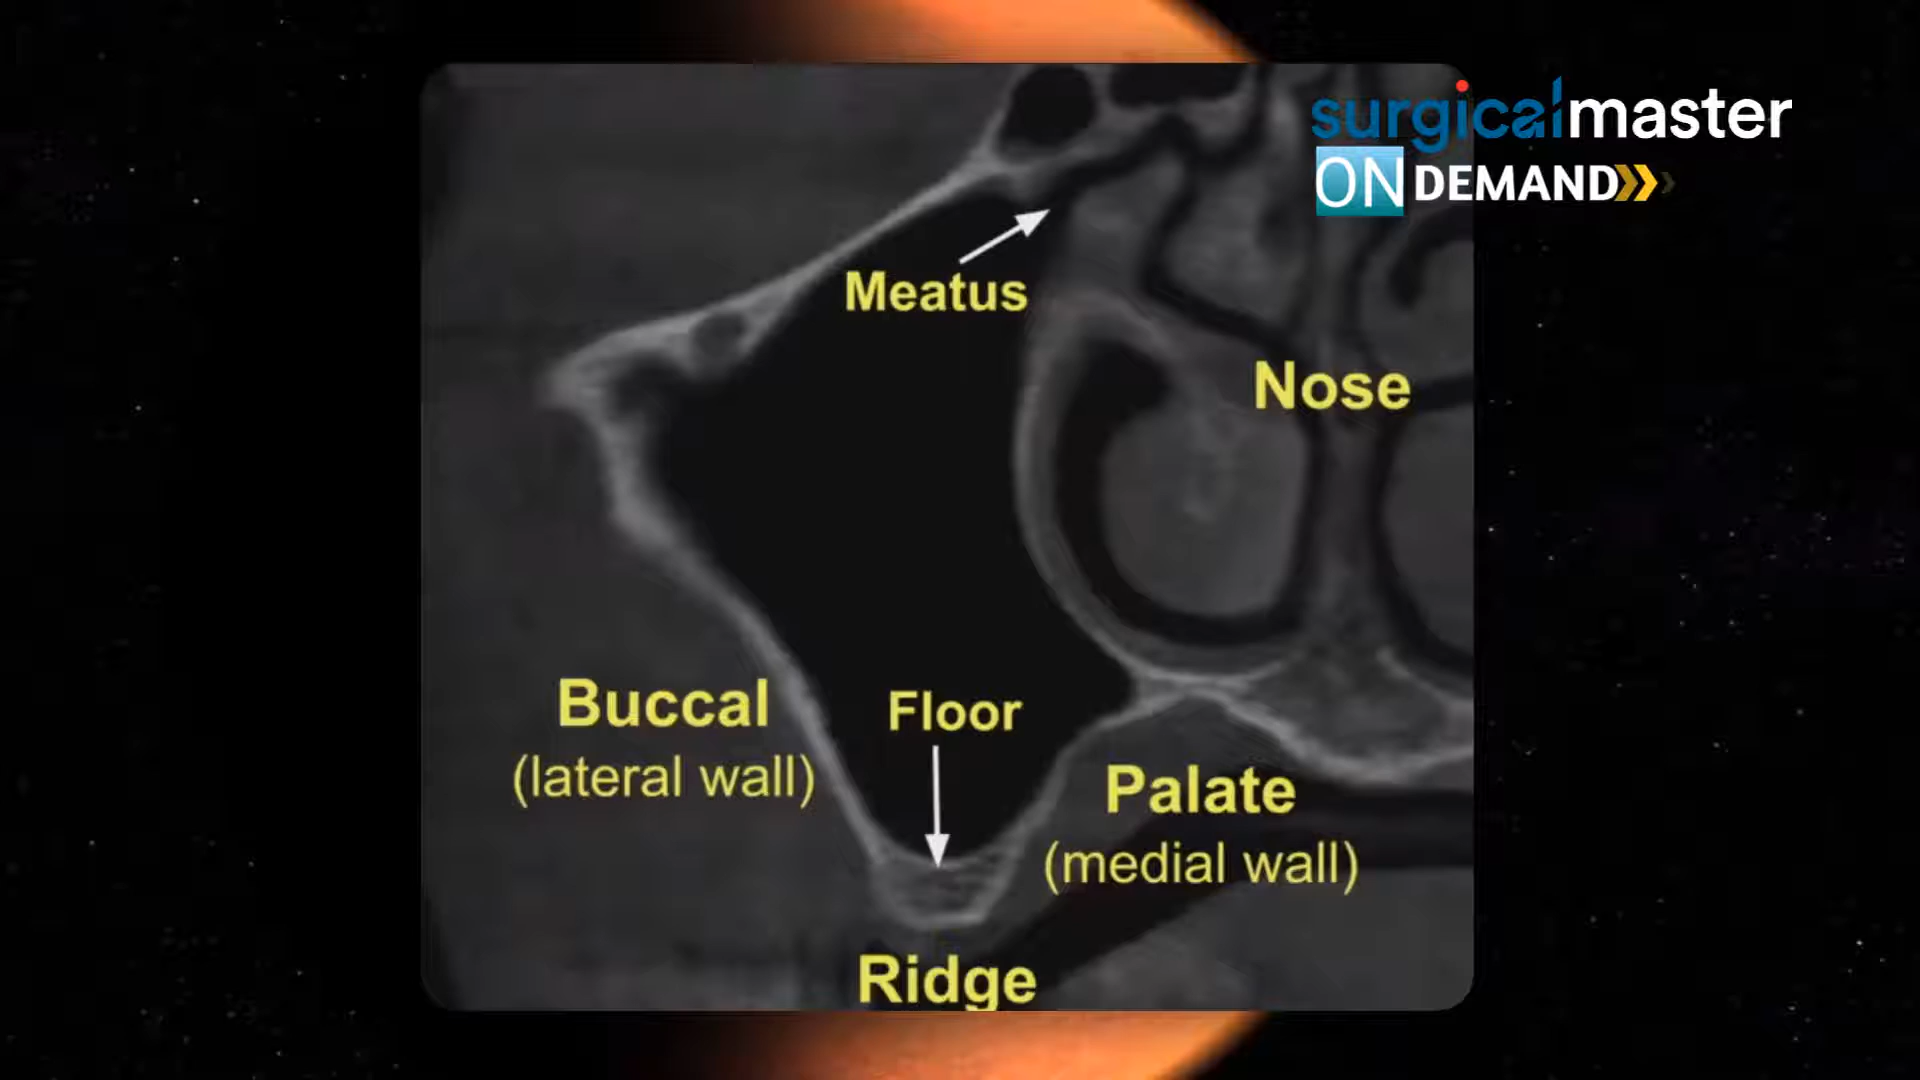 surgicalmaster
ON DEMAND
Meatus
Nose
Buccal
(lateral wall)
Floor
Palate
(medial wall)
Ridge